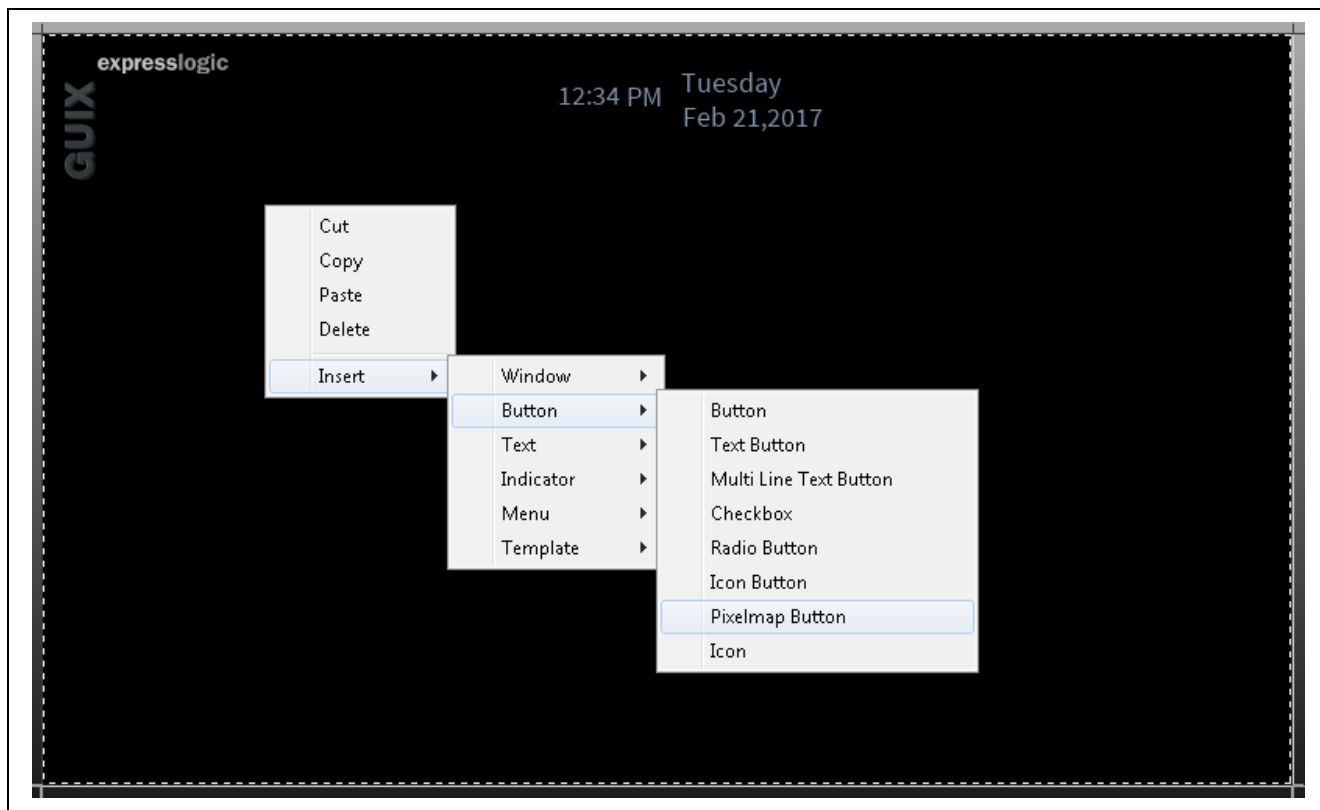 expresslogic
GUIX
12:34 PM
Tuesday
Feb 21,2017
Cut
Copy
Paste
Delete
Insert
Window
Button
Text
Indicator
Menu
Template
Button
Text Button
Multi Line Text Button
Checkbox
Radio Button
Icon Button
Pixelmap Button
Icon